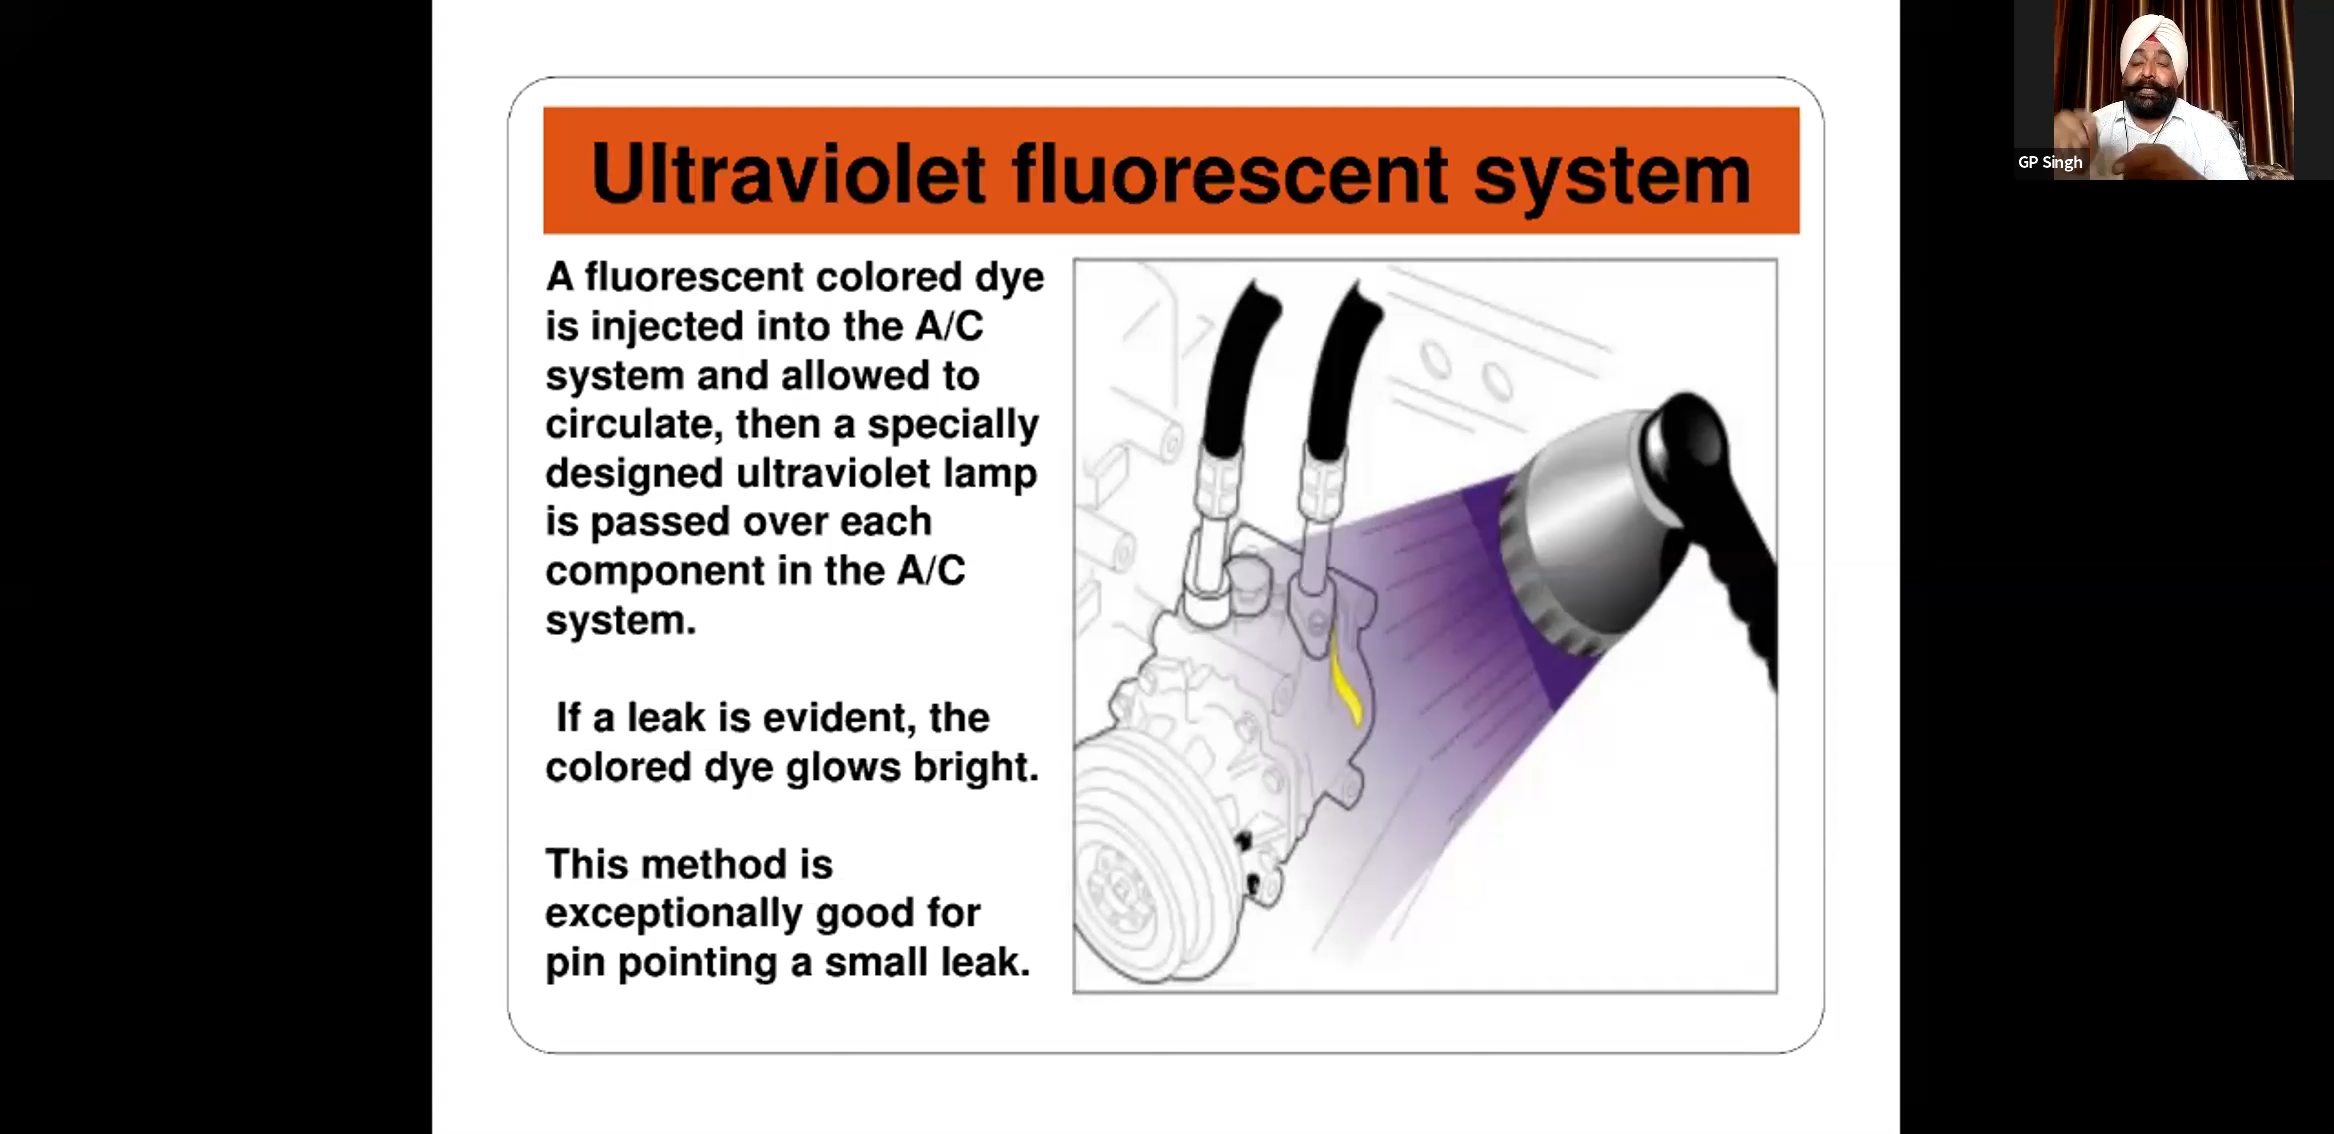 Ultraviolet fluorescent system
A fluorescent colored dye
is injected into the A/C
system and allowed to
circulate, then a specially
designed ultraviolet lamp
is passed over each
component in the A/C
system.
If a leak is evident, the
colored dye glows bright.
This method is
exceptionally good for
pin pointing a small leak.
GP Singh